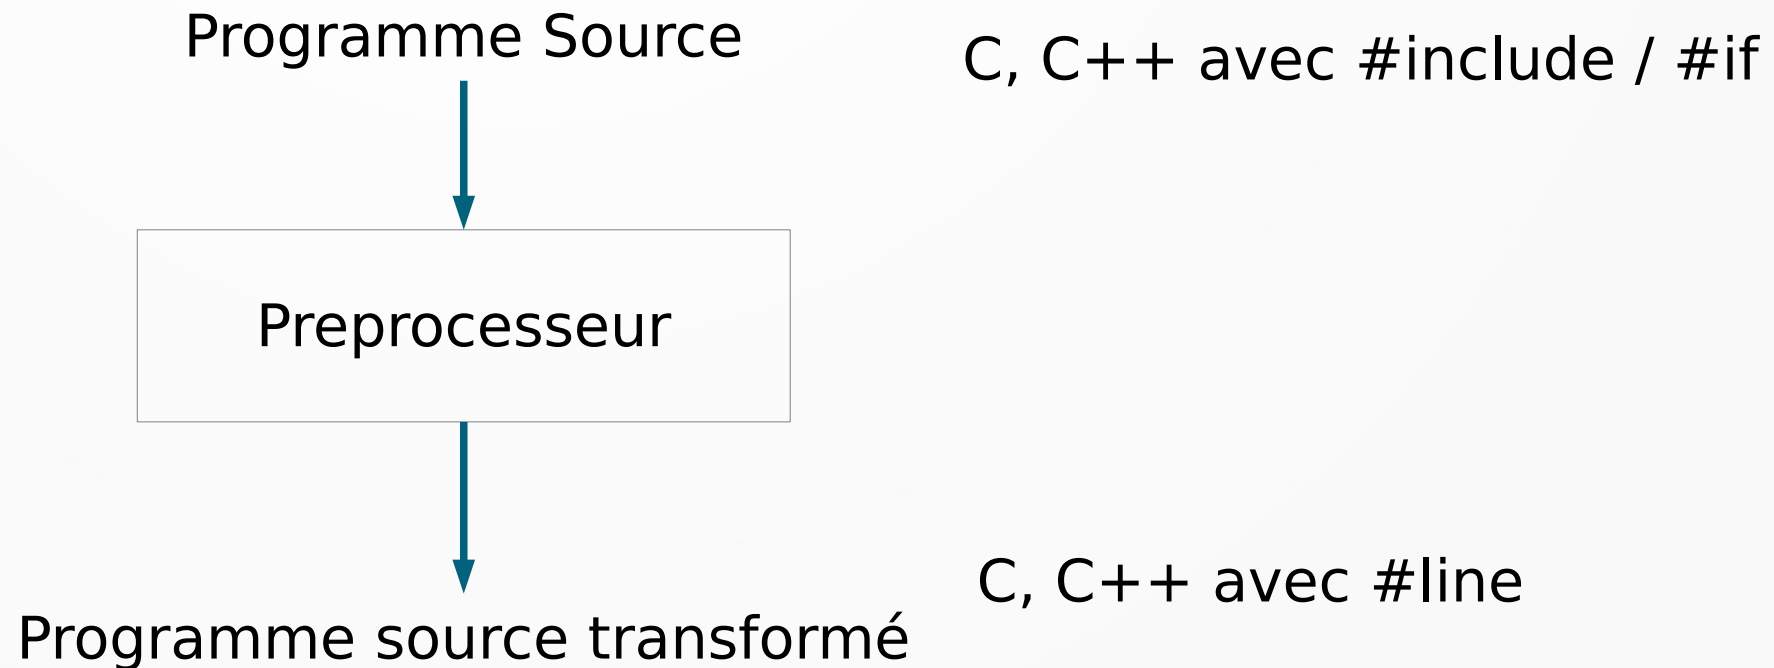 Programme Source
C, C++ avec #include / #if
Preprocesseur
C, C++ avec #line
Programme source transformé